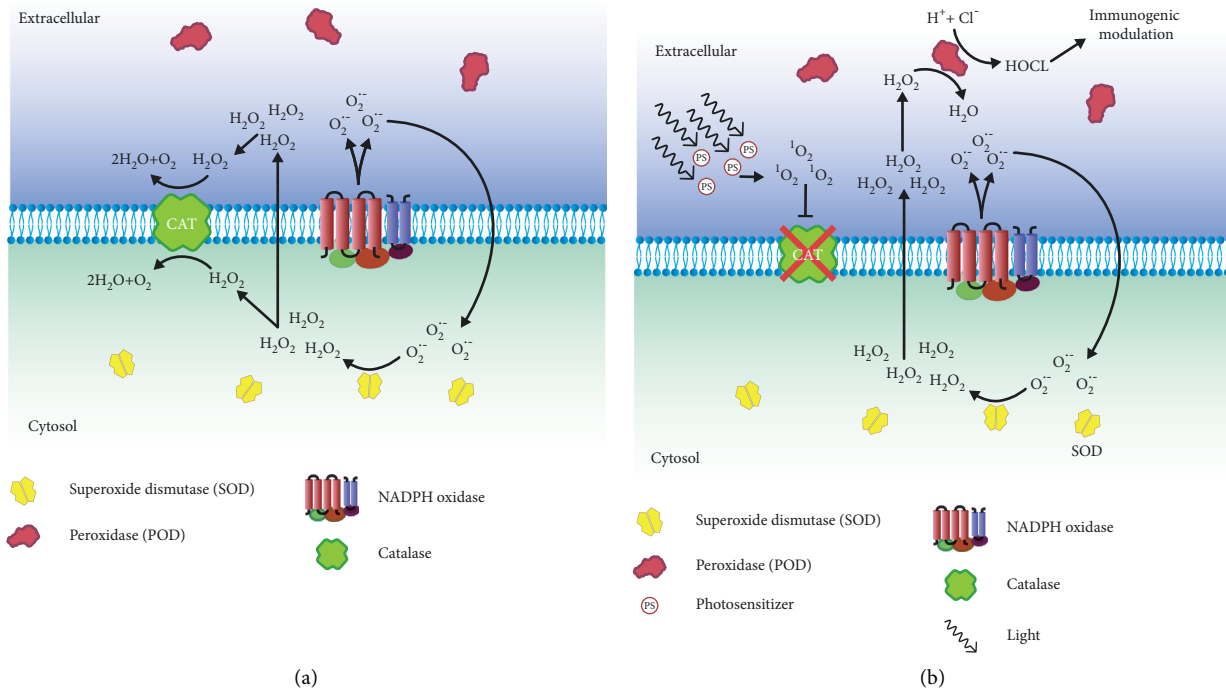 Extracellular
O₂·⁻
O₂·⁻ O₂·⁻
H₂O₂ H₂O₂
H₂O₂
2H₂O+O₂ H₂O₂
CAT
2H₂O+O₂ H₂O₂
H₂O₂
H₂O₂ H₂O₂
O₂·⁻
O₂·⁻ O₂·⁻
Cytosol
Superoxide dismutase (SOD)
Peroxidase (POD)
NADPH oxidase
Catalase
(a)
H⁺ + Cl⁻
Immunogenic
modulation
Extracellular
HOCL
H₂O₂
H₂O
PS PS
PS
PS
¹O₂
¹O₂ ¹O₂
O₂·⁻
O₂·⁻ O₂·⁻
H₂O₂
H₂O₂ H₂O₂
CAT
H₂O₂ H₂O₂
H₂O₂ H₂O₂
O₂·⁻
O₂·⁻ O₂·⁻
SOD
Cytosol
Superoxide dismutase (SOD)
Peroxidase (POD)
PS Photosensitizer
NADPH oxidase
Catalase
Light
(b)